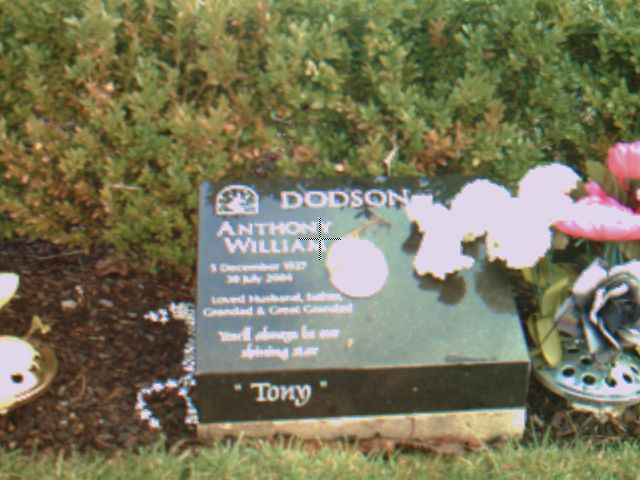 DODSON
ANTHONY
WILLIAM
5 December 1937
30 July 2004
Loved Husband, Father,
Grandad & Great Grandad
You'll always be our
shining star
" Tony "